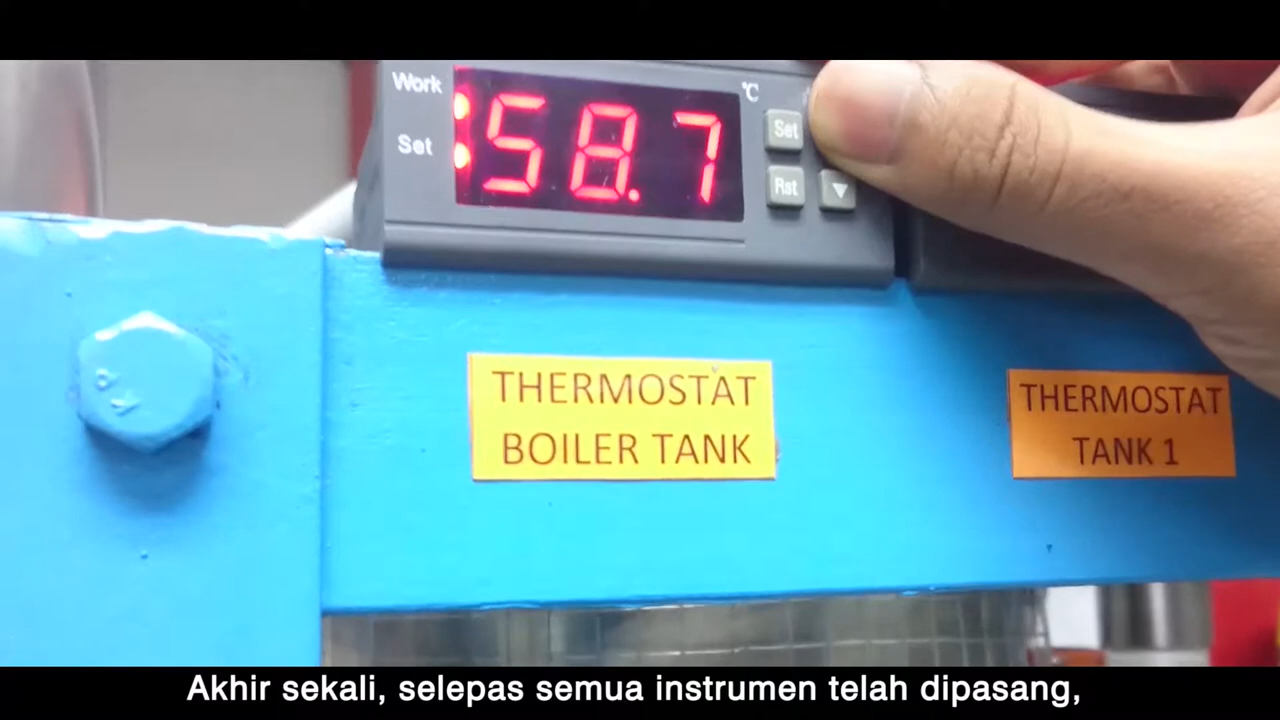 Work
Set
58.7
℃
Set
Rst
THERMOSTAT
BOILER TANK
THERMOSTAT
TANK 1
Akhir sekali, selepas semua instrumen telah dipasang,